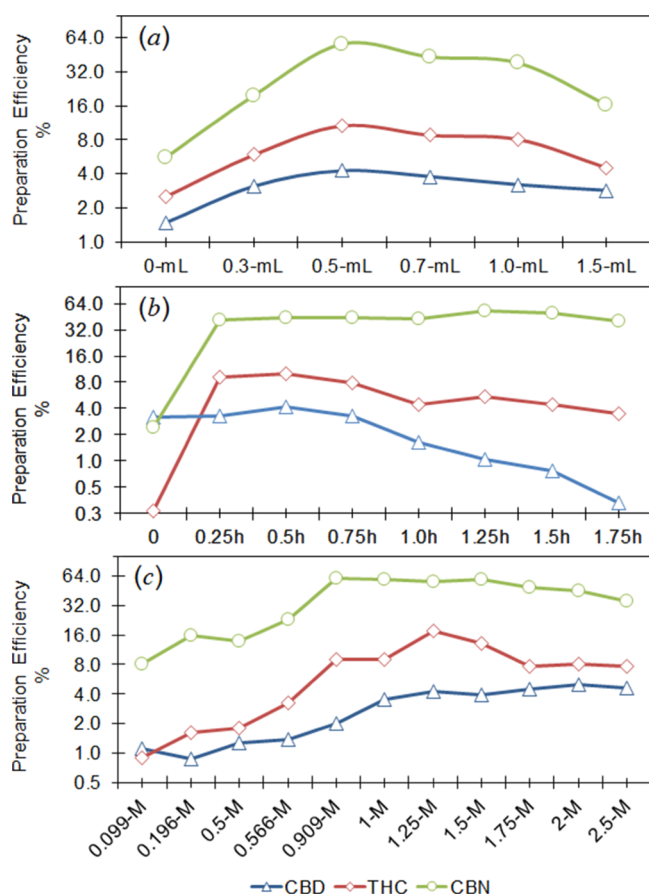 (a)
Preparation Efficiency
%
64.0
32.0
16.0
8.0
4.0
2.0
1.0
0-mL 0.3-mL 0.5-mL 0.7-mL 1.0-mL 1.5-mL
(b)
Preparation Efficiency
%
64.0
32.0
16.0
8.0
4.0
2.0
1.0
0.5
0.3
0 0.25h 0.5h 0.75h 1.0h 1.25h 1.5h 1.75h
(c)
Preparation Efficiency
%
64.0
32.0
16.0
8.0
4.0
2.0
1.0
0.5
0.099-M 0.196-M 0.5-M 0.566-M 0.909-M 1-M 1.25-M 1.5-M 1.75-M 2-M 2.5-M
CBD THC CBN